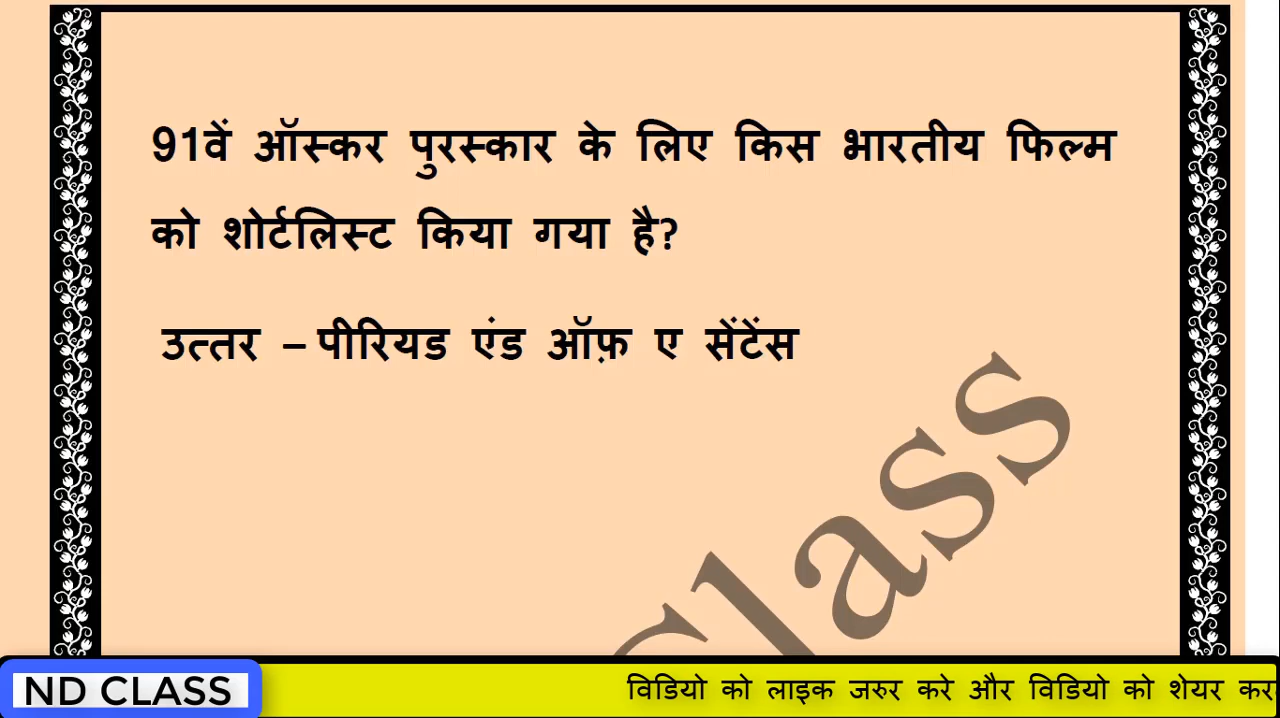 91वें ऑस्कर पुरस्कार के लिए किस भारतीय फिल्म
को शोर्टलिस्ट किया गया है?
उत्तर – पीरियड एंड ऑफ़ ए सेंटेंस
Class
ND CLASS
विडियो को लाइक जरुर करे और विडियो को शेयर कर